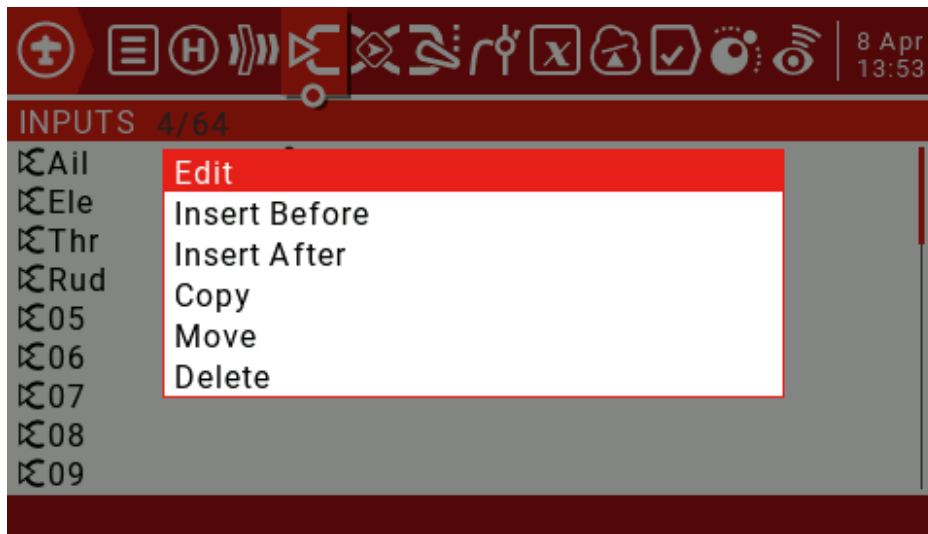 H
x
8 Apr
13:53
INPUTS 4/64
Ail
Ele
Thr
Rud
05
06
07
08
09
Edit
Insert Before
Insert After
Copy
Move
Delete